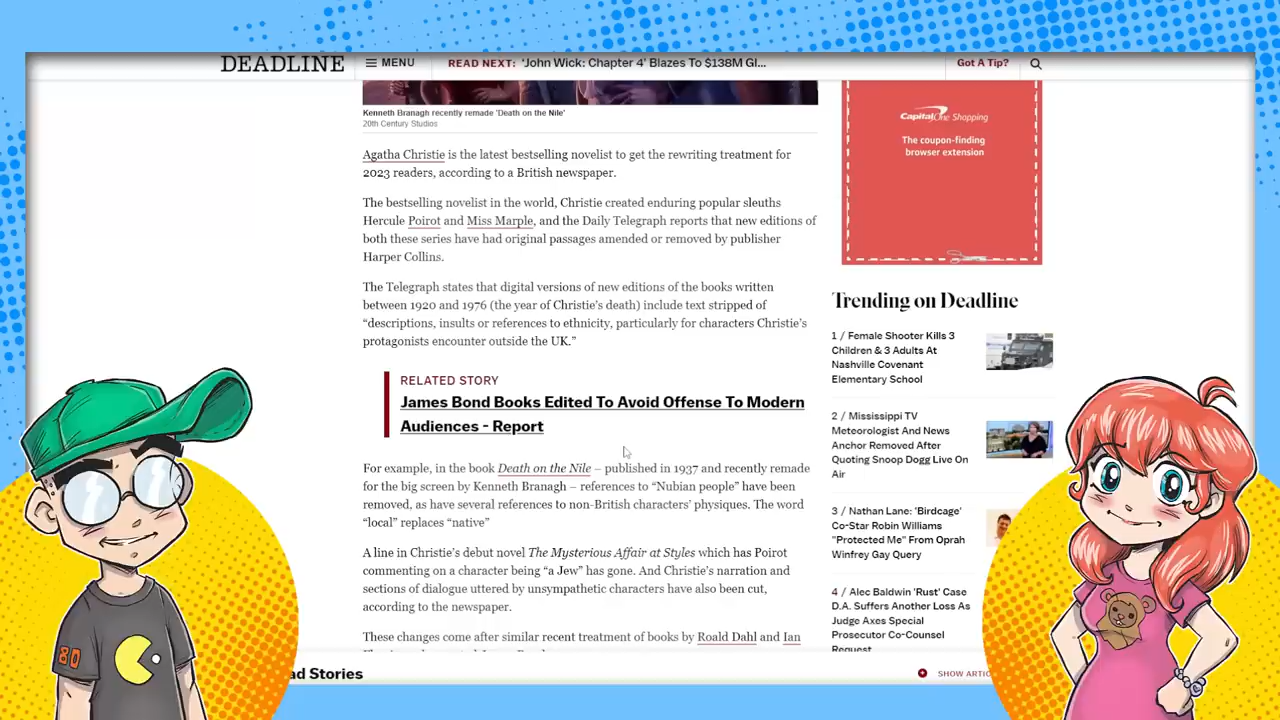 DEADLINE
MENU
READ NEXT: 'John Wick: Chapter 4' Blazes To $138M Gl...
Got A Tip?
Kenneth Branagh recently remade 'Death on the Nile'
20th Century Studios
Agatha Christie is the latest bestselling novelist to get the rewriting treatment for
2023 readers, according to a British newspaper.
The bestselling novelist in the world, Christie created enduring popular sleuths
Hercule Poirot and Miss Marple, and the Daily Telegraph reports that new editions of
both these series have had original passages amended or removed by publisher
Harper Collins.
The Telegraph states that digital versions of new editions of the books written
between 1920 and 1976 (the year of Christie's death) include text stripped of
“descriptions, insults or references to ethnicity, particularly for characters Christie's
protagonists encounter outside the UK.”
RELATED STORY
James Bond Books Edited To Avoid Offense To Modern
Audiences - Report
For example, in the book Death on the Nile – published in 1937 and recently remade
for the big screen by Kenneth Branagh – references to “Nubian people” have been
removed, as have several references to non-British characters' physiques. The word
“local” replaces “native”
A line in Christie's debut novel The Mysterious Affair at Styles which has Poirot
commenting on a character being “a Jew” has gone. And Christie's narration and
sections of dialogue uttered by unsympathetic characters have also been cut,
according to the newspaper.
These changes come after similar recent treatment of books by Roald Dahl and Ian
Capital One Shopping
The coupon-finding
browser extension
Trending on Deadline
1 / Female Shooter Kills 3
Children & 3 Adults At
Nashville Covenant
Elementary School
2 / Mississippi TV
Meteorologist And News
Anchor Removed After
Quoting Snoop Dogg Live On
Air
3 / Nathan Lane: 'Birdcage'
Co-Star Robin Williams
"Protected Me" From Oprah
Winfrey Gay Query
4 / Alec Baldwin 'Rust' Case
D.A. Suffers Another Loss As
Judge Axes Special
Prosecutor Co-Counsel
Request
ad Stories
SHOW ARTIC
80